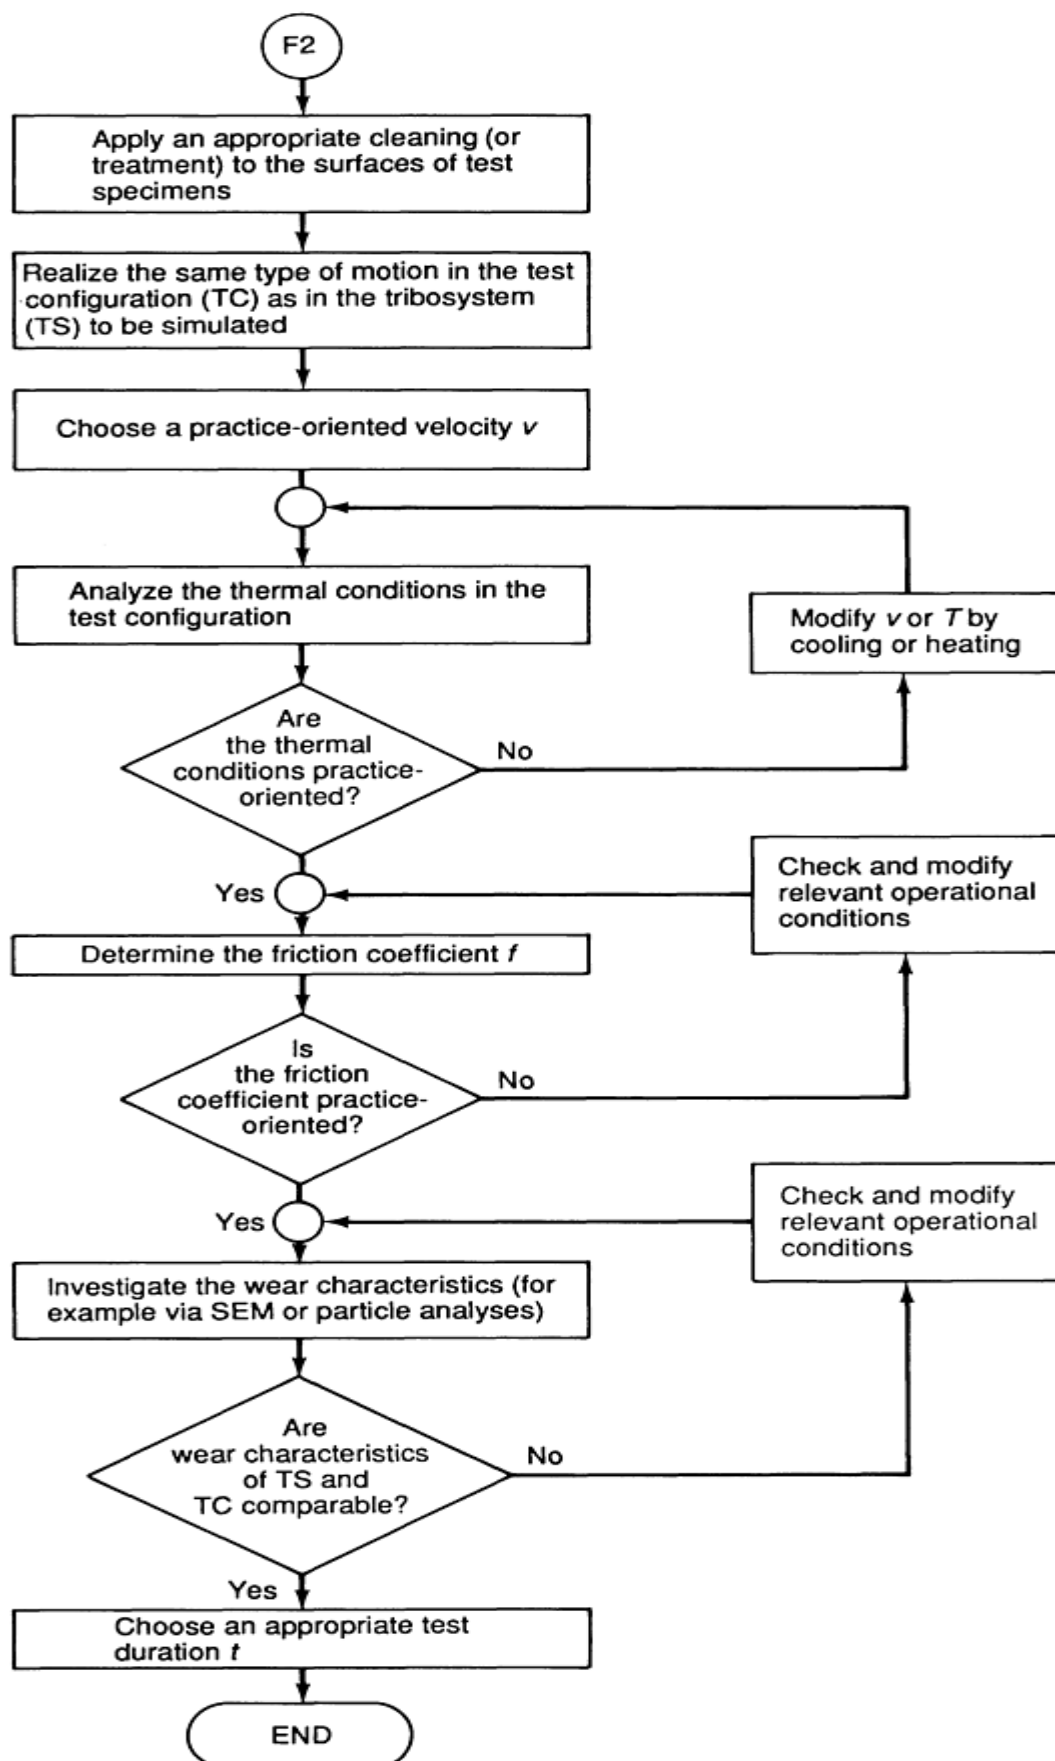 F2
Apply an appropriate cleaning (or
treatment) to the surfaces of test
specimens
Realize the same type of motion in the test
configuration (TC) as in the tribosystem
(TS) to be simulated
Choose a practice-oriented velocity v
Analyze the thermal conditions in the
test configuration
Modify v or T by
cooling or heating
Are
the thermal
conditions practice-
oriented?
No
Yes
Check and modify
relevant operational
conditions
Determine the friction coefficient f
Is
the friction
coefficient practice-
oriented?
No
Yes
Check and modify
relevant operational
conditions
Investigate the wear characteristics (for
example via SEM or particle analyses)
Are
wear characteristics
of TS and
TC comparable?
No
Yes
Choose an appropriate test
duration t
END